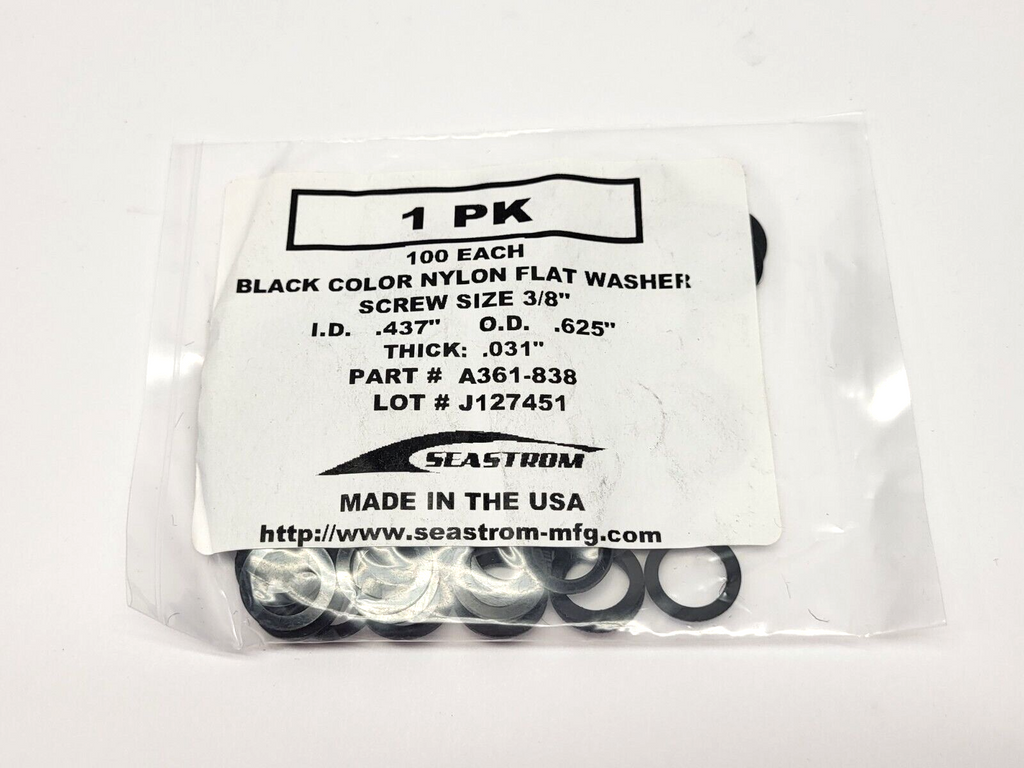 1 PK
100 EACH
BLACK COLOR NYLON FLAT WASHER
SCREW SIZE 3/8"
I.D. .437" O.D. .625"
THICK: .031"
PART # A361-838
LOT # J127451
SEASTROM
MADE IN THE USA
http://www.seastrom-mfg.com